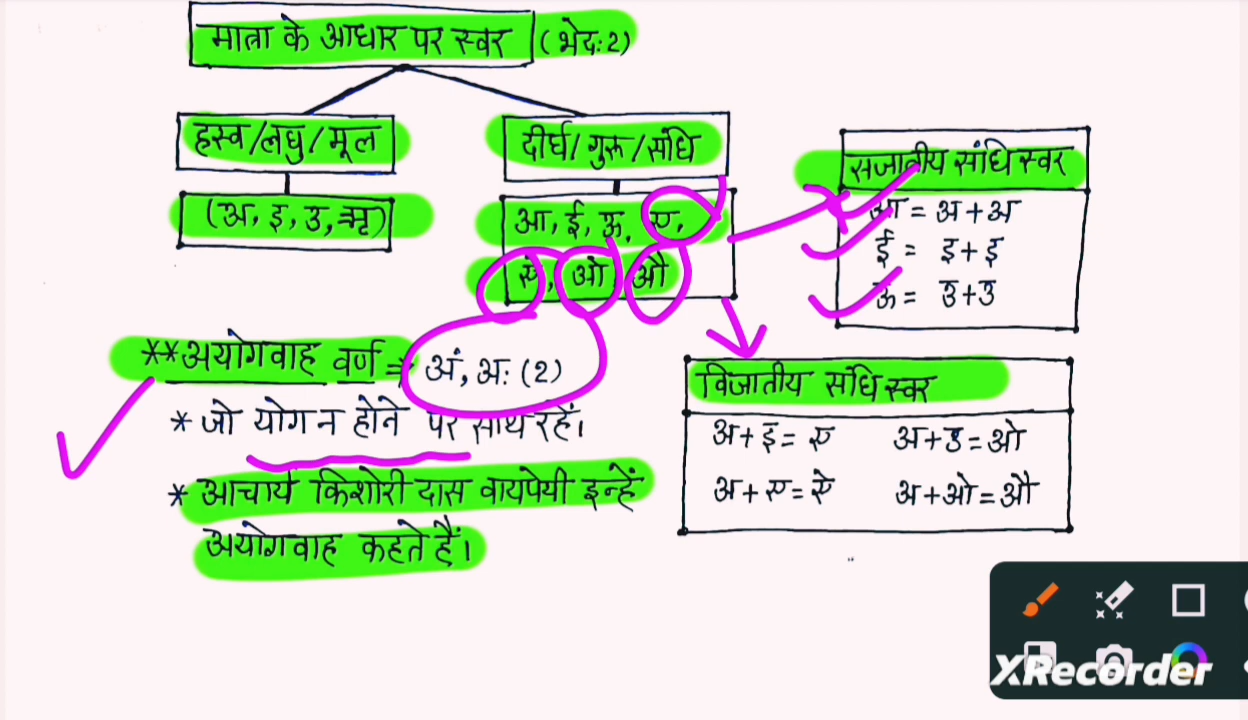 मात्रा के आधार पर स्वर (भेद:2)
ह्रस्व/लघु/मूल
दीर्घ/गुरू/संधि
(अ, इ, उ, ऋ)
आ, ई, ऊ, ए,
ऐ, ओ, औ
सजातीय संधि स्वर
आ = अ+अ
ई = इ+इ
ऊ = उ+उ
**अयोगवाह वर्ण => अं, अः (2)
* जो योग न होने पर साथ रहें।
* आचार्य किशोरी दास वायपेयी इन्हें
अयोगवाह कहते हैं।
विजातीय संधि स्वर
अ+इ=ए अ+उ=ओ
अ+ए=ऐ अ+ओ=औ
XRecorder